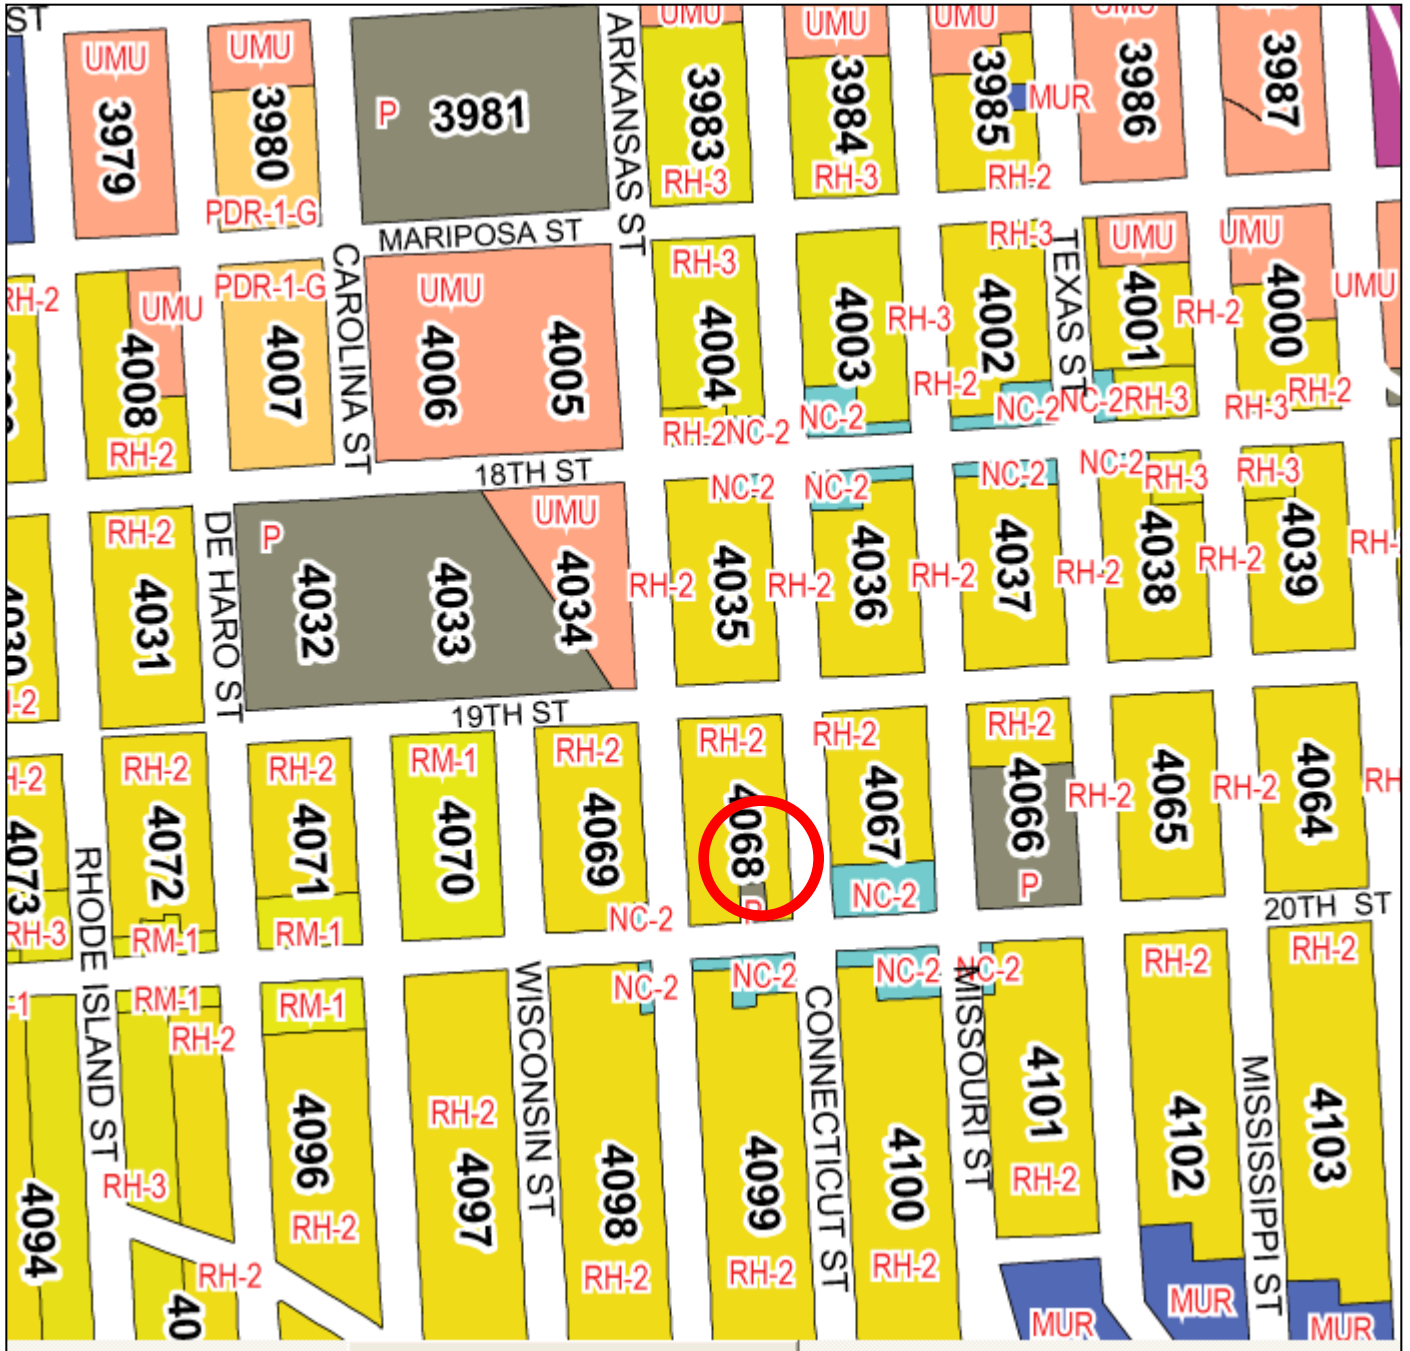 ST
UMU
3979
UMU
3980
PDR-1-G
P
3981
ARKANSAS ST
UMU
3983
RH-3
UMU
3984
RH-3
UMU
3985
MUR
RH-2
UMU
3986
3987
MARIPOSA ST
RH-2
UMU
4008
RH-2
PDR-1-G
4007
CAROLINA ST
UMU
4006
4005
RH-3
4004
RH-2
NC-2
4003
NC-2
RH-3
RH-3
4002
RH-2
NC-2
TEXAS ST
UMU
4001
NC-2
RH-3
RH-2
UMU
4000
RH-3
RH-2
UMU
18TH ST
4030
RH-2
4031
DE HARO ST
P
4032
4033
UMU
4034
RH-2
NC-2
4035
RH-2
NC-2
4036
RH-2
NC-2
4037
RH-2
NC-2
RH-3
4038
RH-2
RH-3
4039
RH-
19TH ST
H-2
4073
RH-3
RH-2
4072
RM-1
RH-2
4071
RM-1
RM-1
4070
RH-2
4069
NC-2
RH-2
4068
P
RH-2
4067
NC-2
RH-2
4066
P
RH-2
4065
RH-2
4064
RH
20TH ST
-1
4094
RHODE ISLAND ST
RM-1
RH-2
RH-3
RH-2
40
RM-1
4096
RH-2
RH-2
4097
WISCONSIN ST
NC-2
4098
RH-2
NC-2
4099
RH-2
CONNECTICUT ST
NC-2
4100
RH-2
NC-2
MISSOURI ST
4101
RH-2
MUR
RH-2
4102
MUR
MISSISSIPPI ST
RH-2
4103
MUR